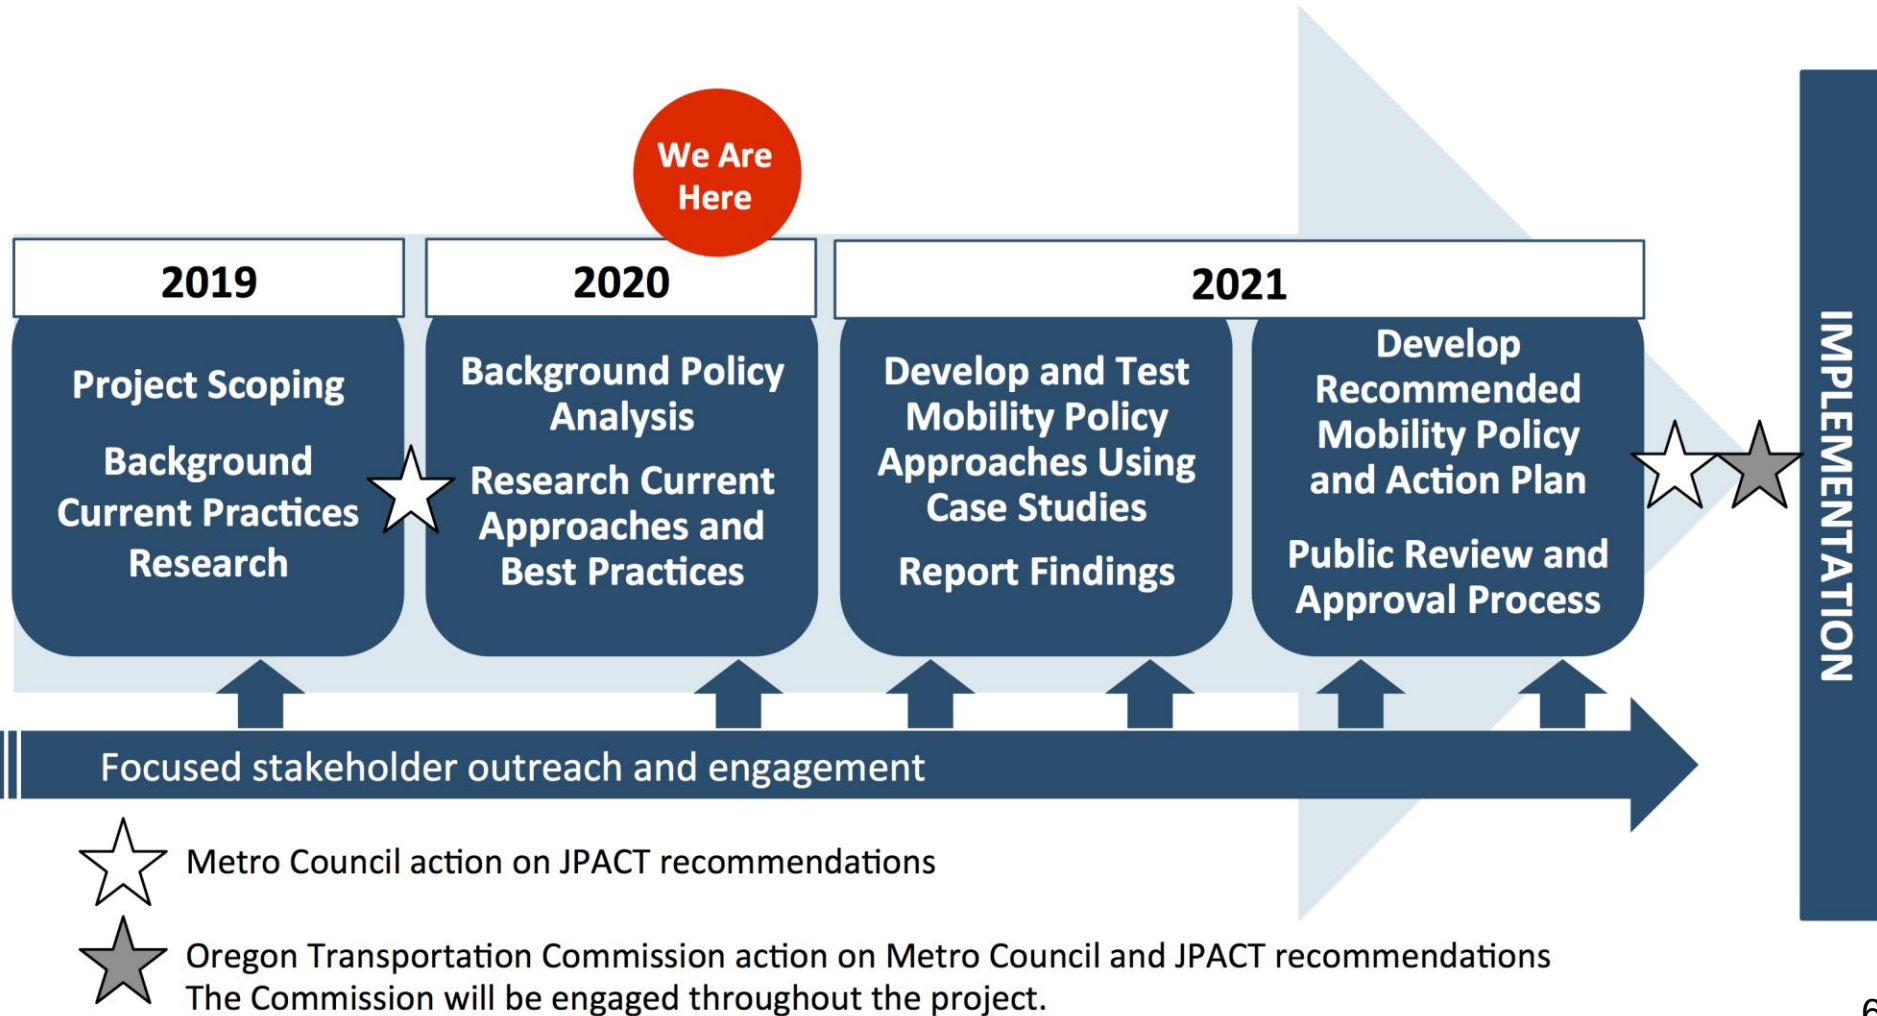 We Are
Here
2019
2020
2021
Project Scoping
Background
Current Practices
Research
Background Policy
Analysis
Research Current
Approaches and
Best Practices
Develop and Test
Mobility Policy
Approaches Using
Case Studies
Report Findings
Develop
Recommended
Mobility Policy
and Action Plan
Public Review and
Approval Process
IMPLEMENTATION
Focused stakeholder outreach and engagement
Metro Council action on JPACT recommendations
Oregon Transportation Commission action on Metro Council and JPACT recommendations
The Commission will be engaged throughout the project.
6